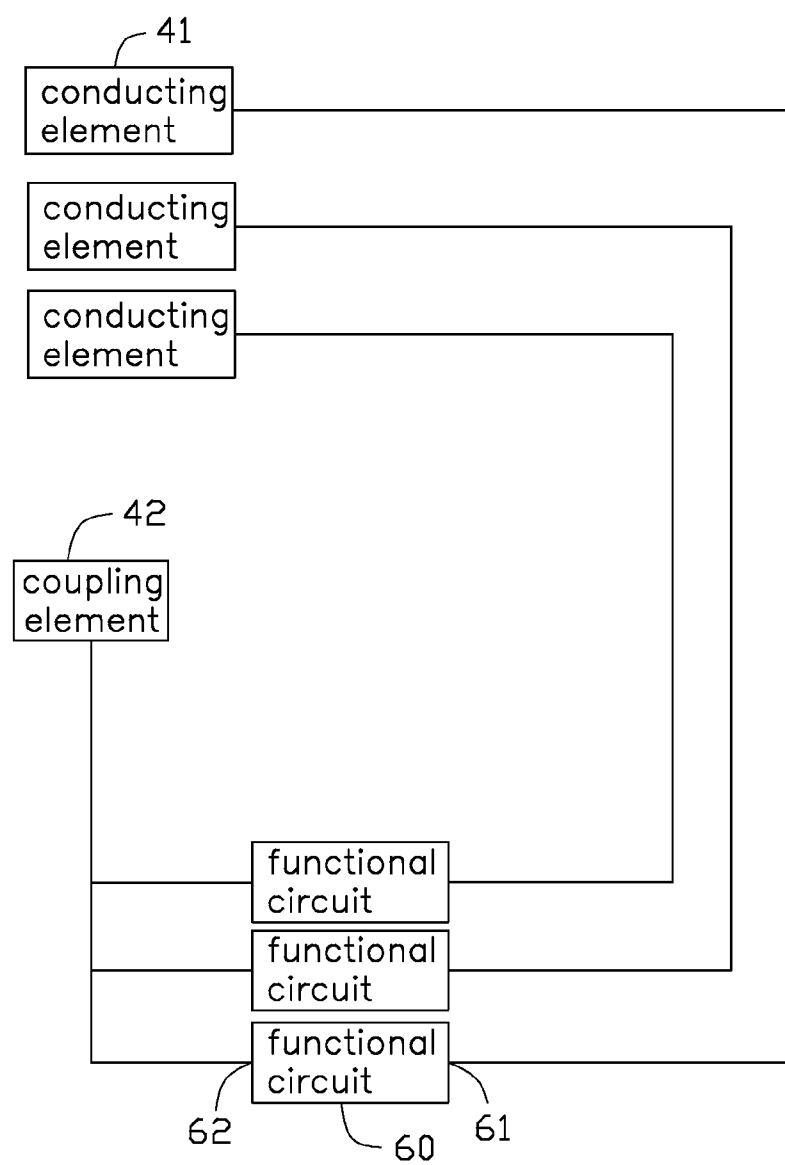 41
conducting
element
conducting
element
conducting
element
42
coupling
element
functional
circuit
functional
circuit
functional
circuit
62
60
61